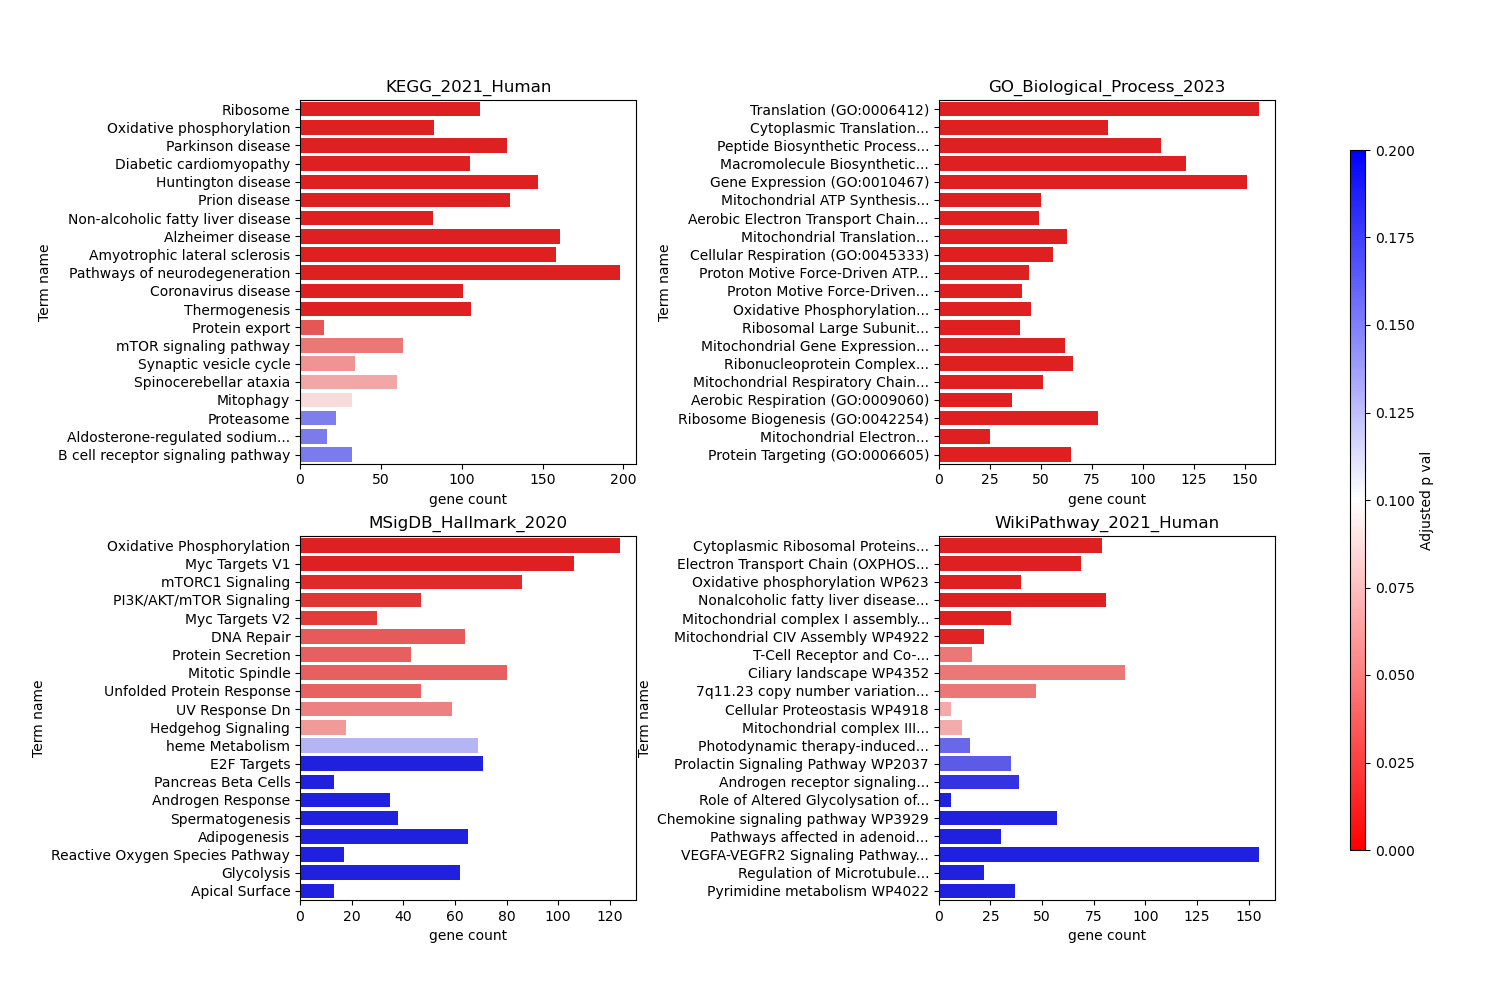 KEGG_2021_Human
Term name
Ribosome
Oxidative phosphorylation
Parkinson disease
Diabetic cardiomyopathy
Huntington disease
Prion disease
Non-alcoholic fatty liver disease
Alzheimer disease
Amyotrophic lateral sclerosis
Pathways of neurodegeneration
Coronavirus disease
Thermogenesis
Protein export
mTOR signaling pathway
Synaptic vesicle cycle
Spinocerebellar ataxia
Mitophagy
Proteasome
Aldosterone-regulated sodium...
B cell receptor signaling pathway
0 50 100 150 200
gene count
GO_Biological_Process_2023
Term name
Translation (GO:0006412)
Cytoplasmic Translation...
Peptide Biosynthetic Process...
Macromolecule Biosynthetic...
Gene Expression (GO:0010467)
Mitochondrial ATP Synthesis...
Aerobic Electron Transport Chain...
Mitochondrial Translation...
Cellular Respiration (GO:0045333)
Proton Motive Force-Driven ATP...
Proton Motive Force-Driven...
Oxidative Phosphorylation...
Ribosomal Large Subunit...
Mitochondrial Gene Expression...
Ribonucleoprotein Complex...
Mitochondrial Respiratory Chain...
Aerobic Respiration (GO:0009060)
Ribosome Biogenesis (GO:0042254)
Mitochondrial Electron...
Protein Targeting (GO:0006605)
0 25 50 75 100 125 150
gene count
MSigDB_Hallmark_2020
Term name
Oxidative Phosphorylation
Myc Targets V1
mTORC1 Signaling
PI3K/AKT/mTOR Signaling
Myc Targets V2
DNA Repair
Protein Secretion
Mitotic Spindle
Unfolded Protein Response
UV Response Dn
Hedgehog Signaling
heme Metabolism
E2F Targets
Pancreas Beta Cells
Androgen Response
Spermatogenesis
Adipogenesis
Reactive Oxygen Species Pathway
Glycolysis
Apical Surface
0 20 40 60 80 100 120
gene count
WikiPathway_2021_Human
Term name
Cytoplasmic Ribosomal Proteins...
Electron Transport Chain (OXPHOS...
Oxidative phosphorylation WP623
Nonalcoholic fatty liver disease...
Mitochondrial complex I assembly...
Mitochondrial CIV Assembly WP4922
T-Cell Receptor and Co-...
Ciliary landscape WP4352
7q11.23 copy number variation...
Cellular Proteostasis WP4918
Mitochondrial complex III...
Photodynamic therapy-induced...
Prolactin Signaling Pathway WP2037
Androgen receptor signaling...
Role of Altered Glycolysation of...
Chemokine signaling pathway WP3929
Pathways affected in adenoid...
VEGFA-VEGFR2 Signaling Pathway...
Regulation of Microtubule...
Pyrimidine metabolism WP4022
0 25 50 75 100 125 150
gene count
0.200
0.175
0.150
0.125
0.100
0.075
0.050
0.025
0.000
Adjusted p val